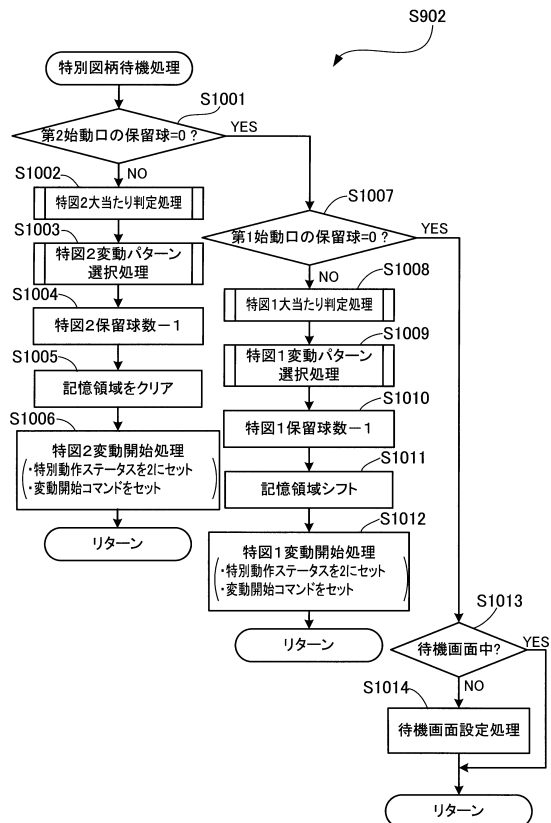 S902
特別図柄待機処理
S1001
第2始動口の保留球=0？
YES
NO
S1002
特図2大当たり判定処理
S1003
特図2変動パターン
選択処理
S1004
特図2保留球数－1
S1005
記憶領域をクリア
S1006
特図2変動開始処理
・特別動作ステータスを2にセット
・変動開始コマンドをセット
リターン
S1007
第1始動口の保留球=0？
YES
NO
S1008
特図1大当たり判定処理
S1009
特図1変動パターン
選択処理
S1010
特図1保留球数－1
S1011
記憶領域シフト
S1012
特図1変動開始処理
・特別動作ステータスを2にセット
・変動開始コマンドをセット
リターン
S1013
待機画面中?
YES
NO
S1014
待機画面設定処理
リターン